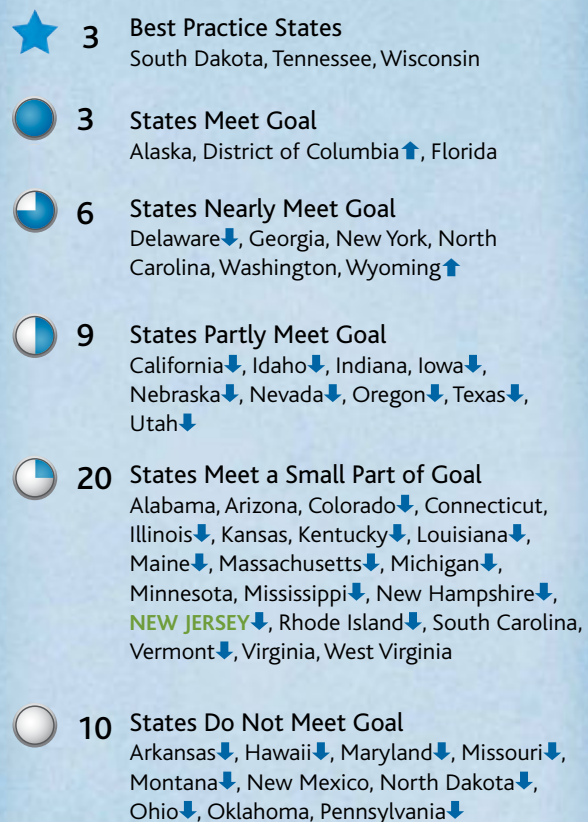 3 Best Practice States
South Dakota, Tennessee, Wisconsin
3 States Meet Goal
Alaska, District of Columbia⬆, Florida
6 States Nearly Meet Goal
Delaware⬇, Georgia, New York, North
Carolina, Washington, Wyoming⬆
9 States Partly Meet Goal
California⬇, Idaho⬇, Indiana, Iowa⬇,
Nebraska⬇, Nevada⬇, Oregon⬇, Texas⬇,
Utah⬇
20 States Meet a Small Part of Goal
Alabama, Arizona, Colorado⬇, Connecticut,
Illinois⬇, Kansas, Kentucky⬇, Louisiana⬇,
Maine⬇, Massachusetts⬇, Michigan⬇,
Minnesota, Mississippi⬇, New Hampshire⬇,
NEW JERSEY⬇, Rhode Island⬇, South Carolina,
Vermont⬇, Virginia, West Virginia
10 States Do Not Meet Goal
Arkansas⬇, Hawaii⬇, Maryland⬇, Missouri⬇,
Montana⬇, New Mexico, North Dakota⬇,
Ohio⬇, Oklahoma, Pennsylvania⬇